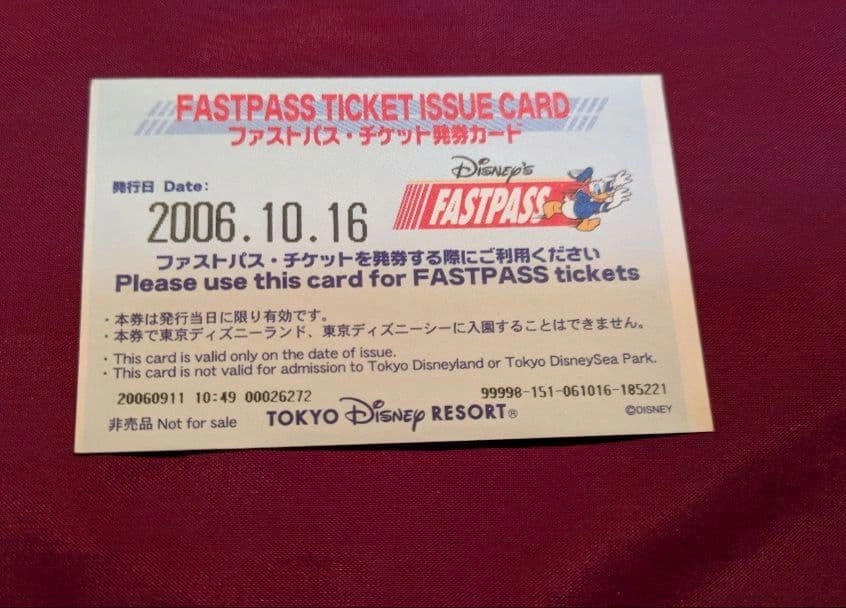 FASTPASS TICKET ISSUE CARD
ファストパス・チケット発券カード
Disney's
FASTPASS
発行日 Date:
2006.10.16
ファストパス・チケットを発券する際にご利用ください
Please use this card for FASTPASS tickets
・本券は発行当日に限り有効です。
・本券で東京ディズニーランド、東京ディズニーシーに入園することはできません。
・This card is valid only on the date of issue.
・This card is not valid for admission to Tokyo Disneyland or Tokyo DisneySea Park.
20060911 10:49 00026272 99998-151-061016-185221
非売品 Not for sale TOKYO Disney RESORT® ©DISNEY